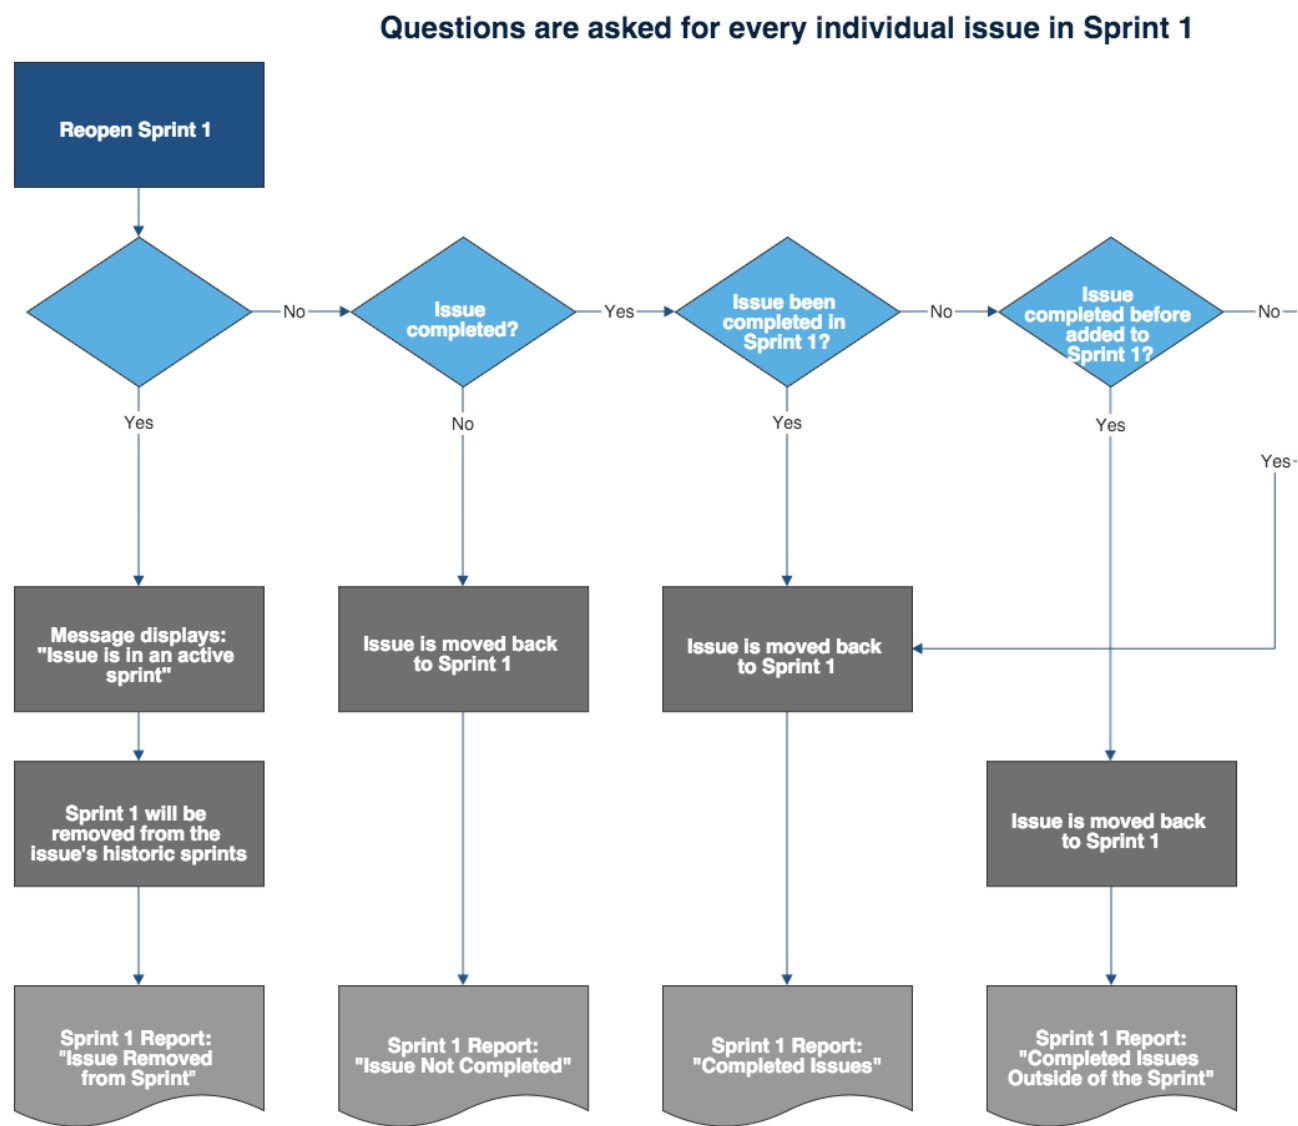 Questions are asked for every individual issue in Sprint 1
Reopen Sprint 1
No
Issue
completed?
Yes
Issue been
completed in
Sprint 1?
No
Issue
completed before
added to
Sprint 1?
No
Yes
No
Yes
Yes
Yes
Message displays:
"Issue is in an active
sprint"
Issue is moved back
to Sprint 1
Issue is moved back
to Sprint 1
Sprint 1 will be
removed from the
issue's historic sprints
Issue is moved back
to Sprint 1
Sprint 1 Report:
"Issue Removed
from Sprint"
Sprint 1 Report:
"Issue Not Completed"
Sprint 1 Report:
"Completed Issues"
Sprint 1 Report:
"Completed Issues
Outside of the Sprint"